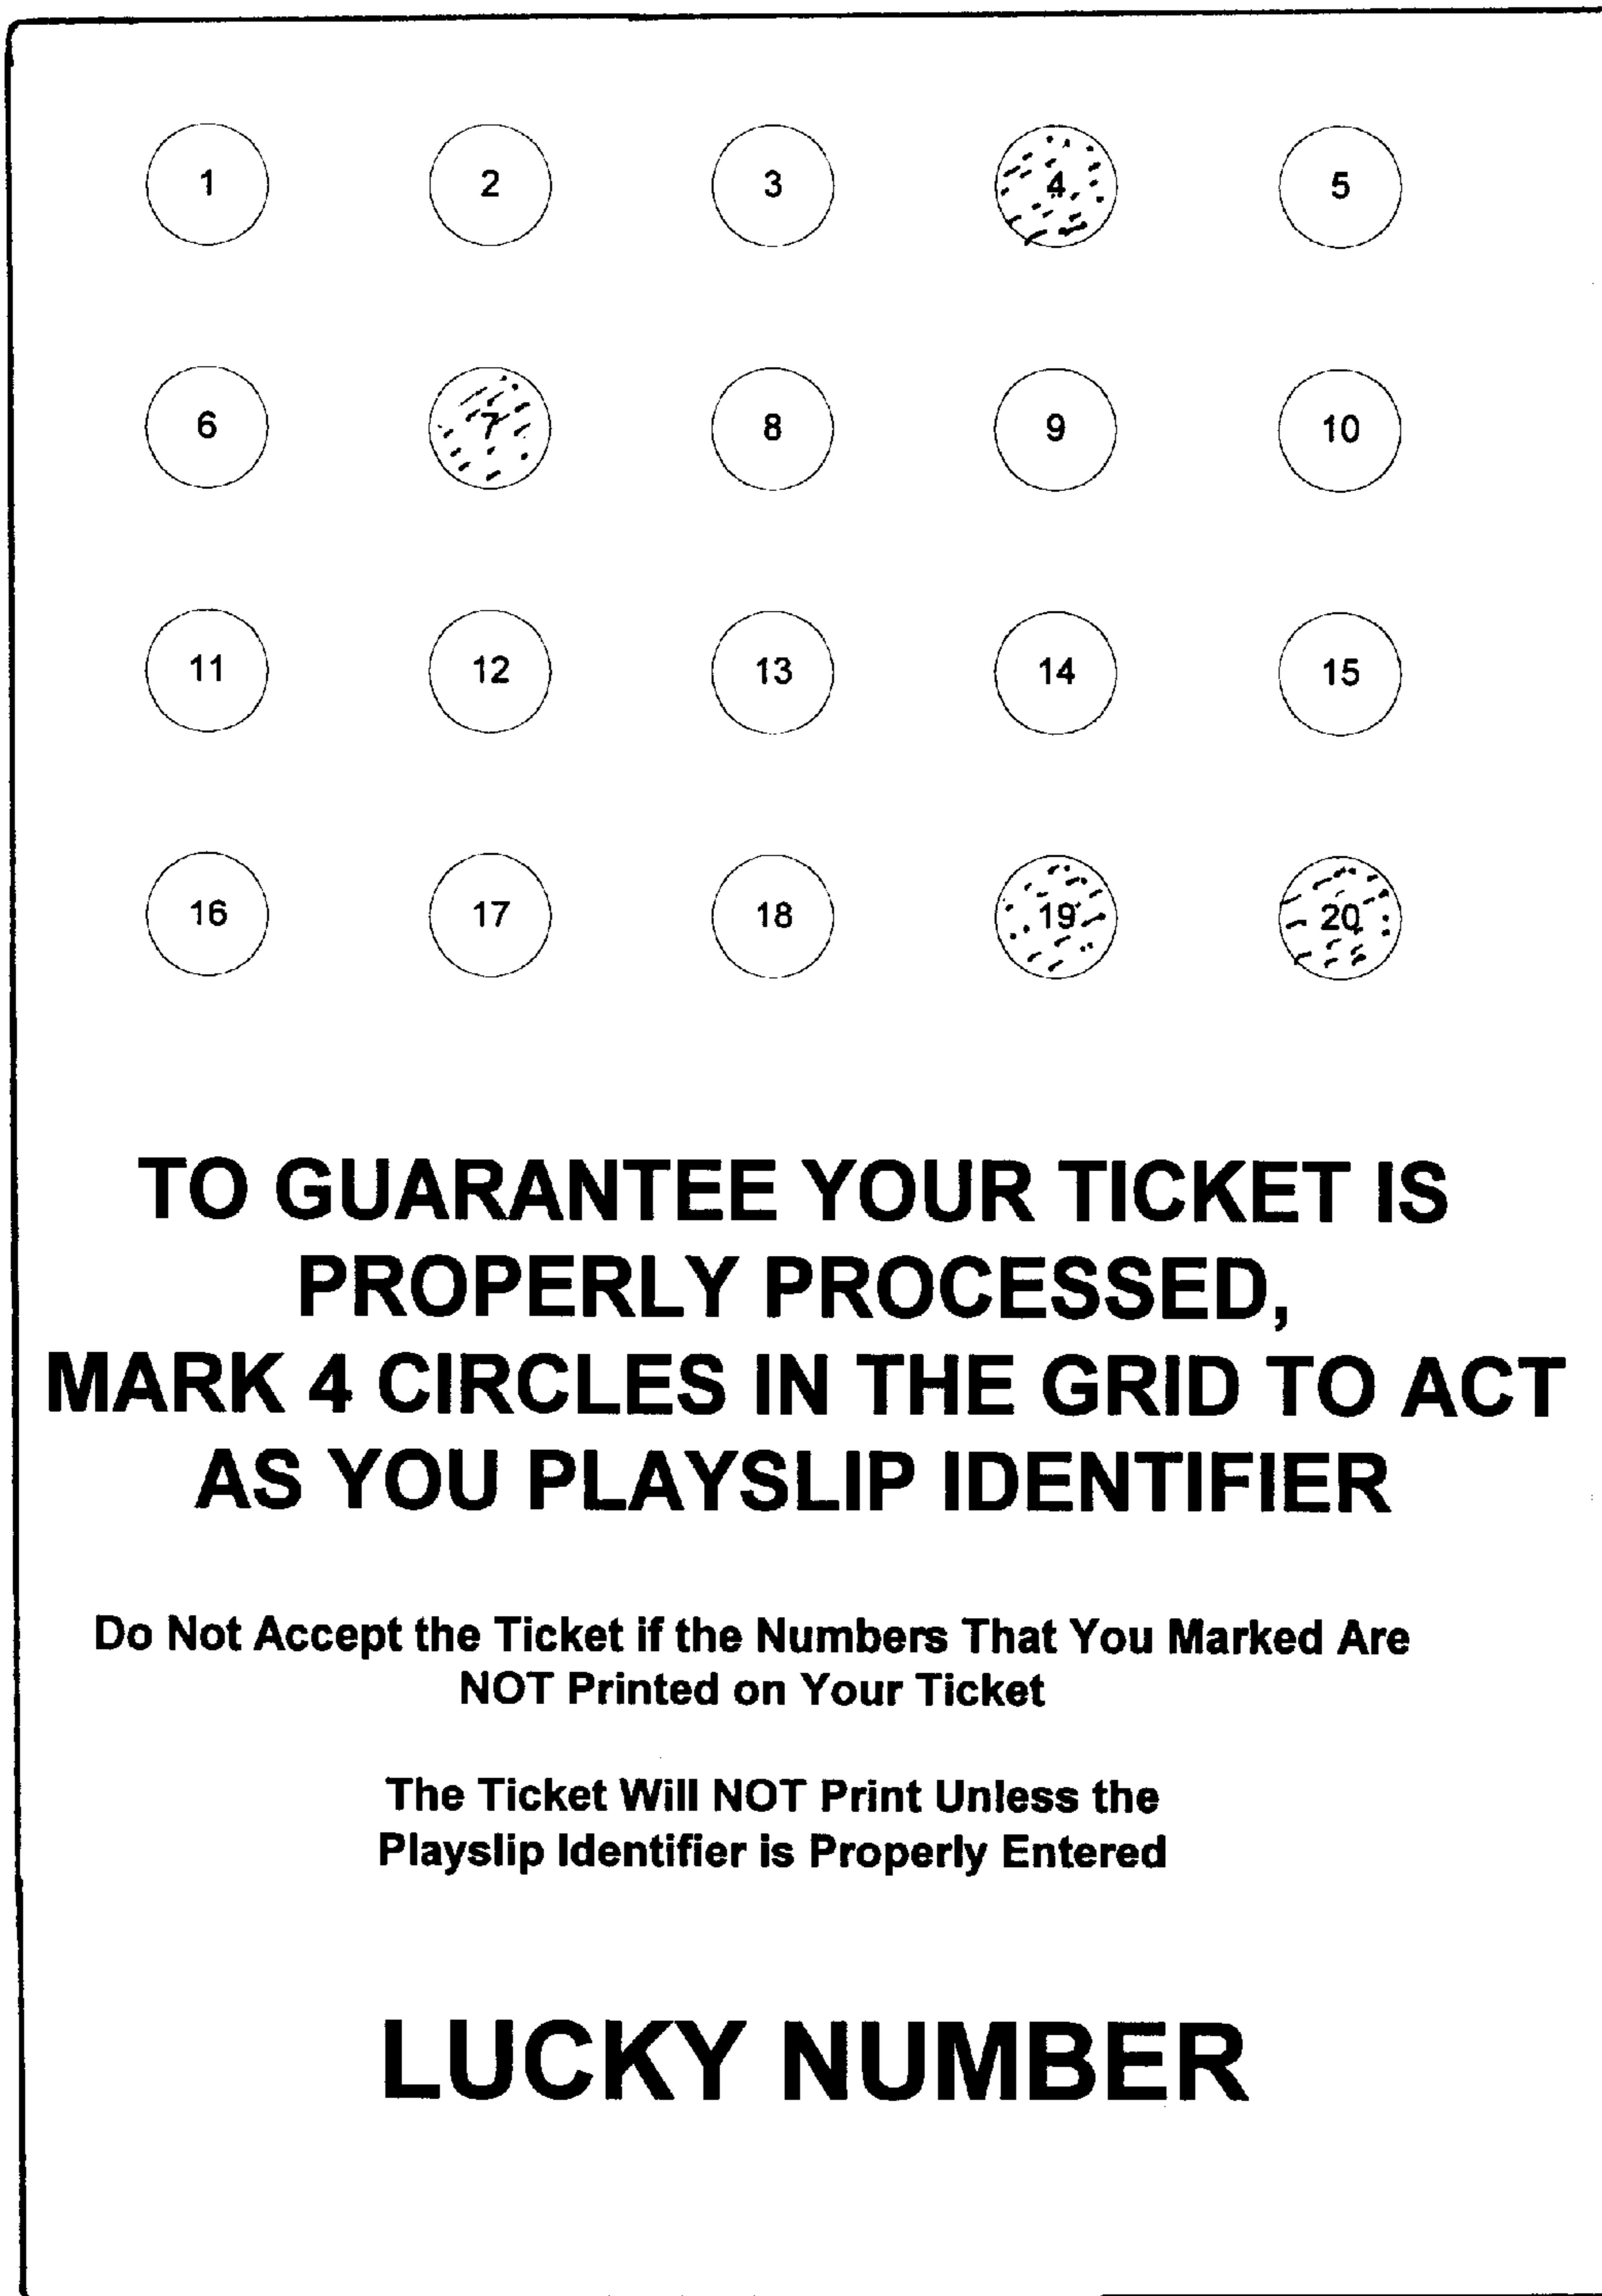 1 2 3 4 5
6 7 8 9 10
11 12 13 14 15
16 17 18 19 20
TO GUARANTEE YOUR TICKET IS
PROPERLY PROCESSED,
MARK 4 CIRCLES IN THE GRID TO ACT
AS YOU PLAYSLIP IDENTIFIER
Do Not Accept the Ticket if the Numbers That You Marked Are
NOT Printed on Your Ticket
The Ticket Will NOT Print Unless the
Playslip Identifier is Properly Entered
LUCKY NUMBER